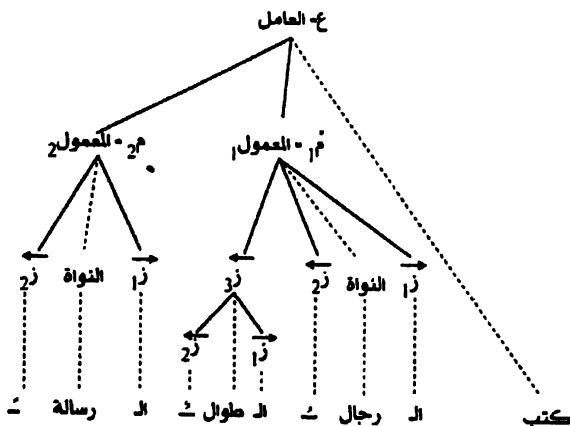 ع - العامل
م1 - المعمول1 م2 - المعمول2
ز1 النواة ز2 ز3 ز1 النواة ز2
ز1 ز2
كتب الـ رجال ـُ الـ طوال ـُ الـ رسالة ـَ